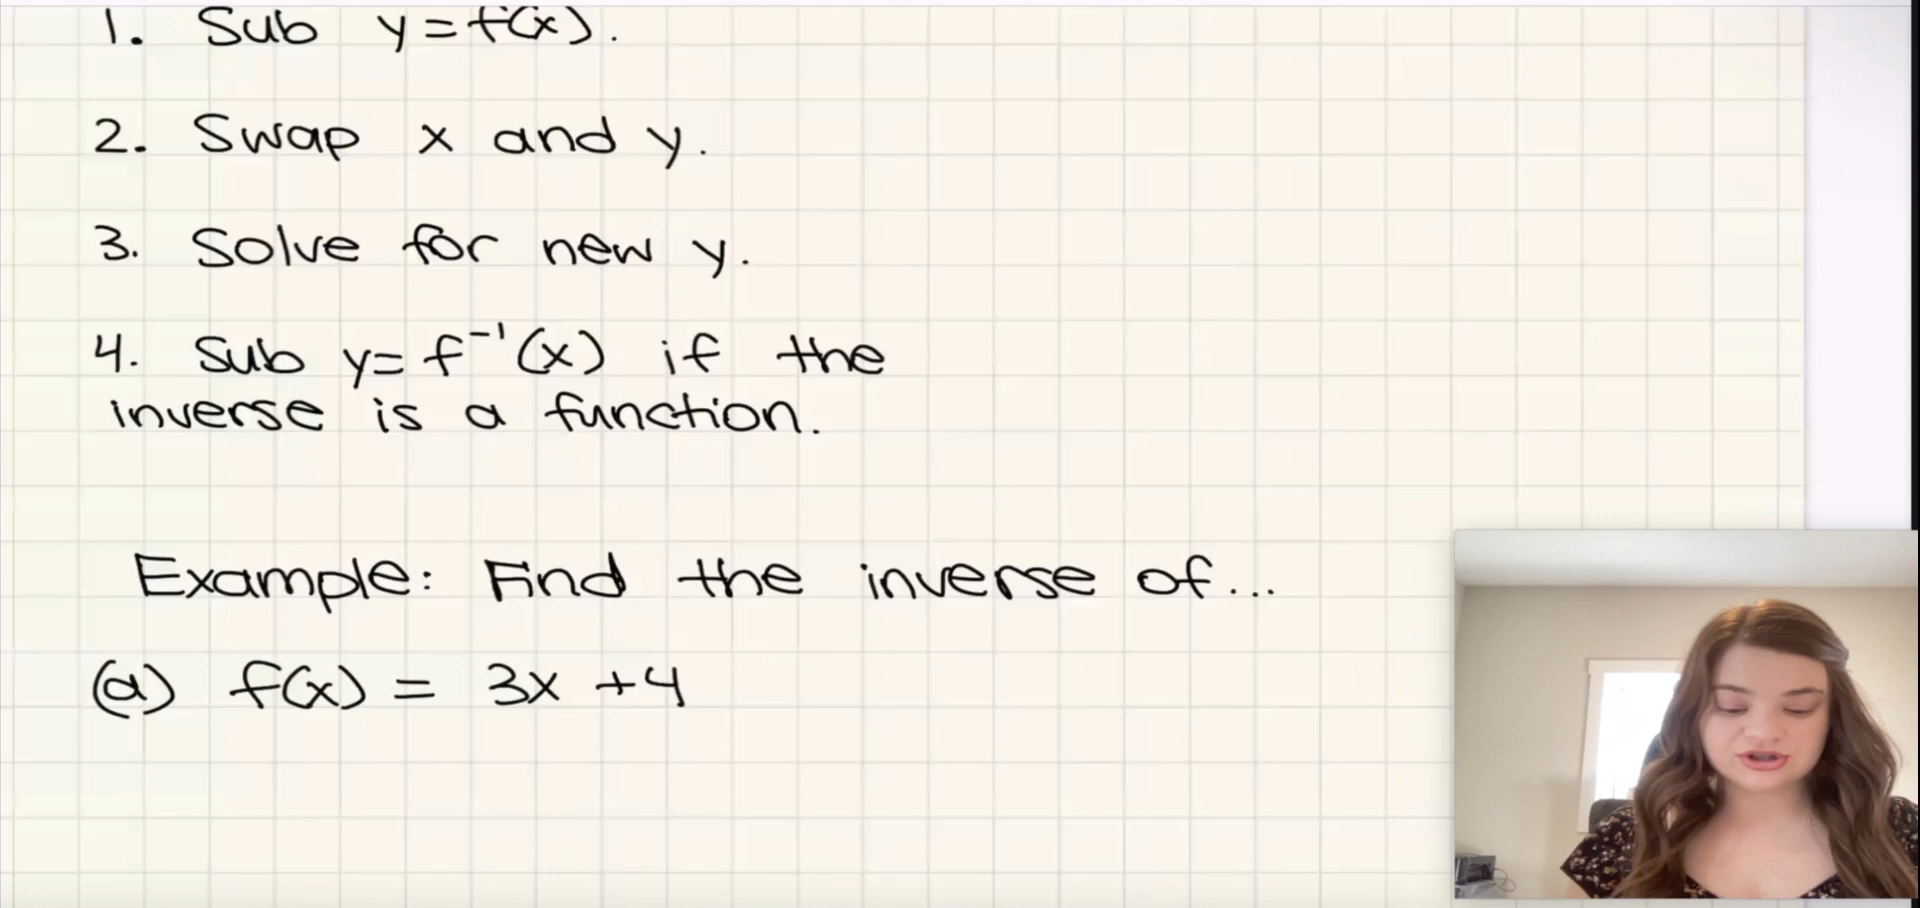 1. Sub y=f(x).
2. Swap x and y.
3. Solve for new y.
4. Sub y=f⁻¹(x) if the
inverse is a function.
Example: Find the inverse of...
(a) f(x) = 3x +4